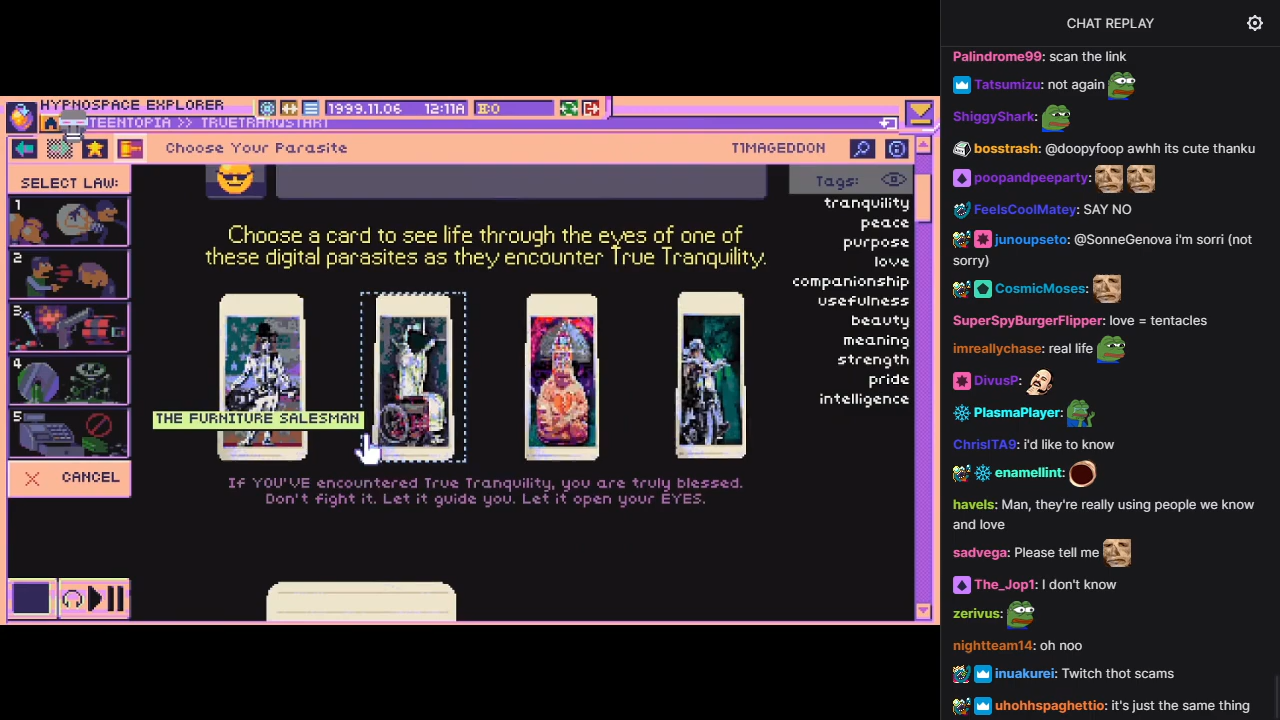 CHAT REPLAY
HYPNOSPACE EXPLORER
1999.11.06 12:11A
0
TEENTOPIA >> TRUETRANQSTART
Choose Your Parasite
T1MAGEDDON
SELECT LAW:
1
2
3
4
5
CANCEL
Tags:
tranquility
peace
purpose
love
companionship
usefulness
beauty
meaning
strength
pride
intelligence
Choose a card to see life through the eyes of one of
these digital parasites as they encounter True Tranquility.
THE FURNITURE SALESMAN
If YOU'VE encountered True Tranquility, you are truly blessed.
Don't fight it. Let it guide you. Let it open your EYES.
Palindrome99: scan the link
Tatsumizu: not again
ShiggyShark:
bosstrash: @doopyfoop awhh its cute thanku
poopandpeeparty:
FeelsCoolMatey: SAY NO
junoupseto: @SonneGenova i'm sorri (not
sorry)
CosmicMoses:
SuperSpyBurgerFlipper: love = tentacles
imreallychase: real life
DivusP:
PlasmaPlayer:
ChrisITA9: i'd like to know
enamellint:
havels: Man, they're really using people we know
and love
sadvega: Please tell me
The_Jop1: I don't know
zerivus:
nightteam14: oh noo
inuakurei: Twitch thot scams
uhohhspaghettio: it's just the same thing